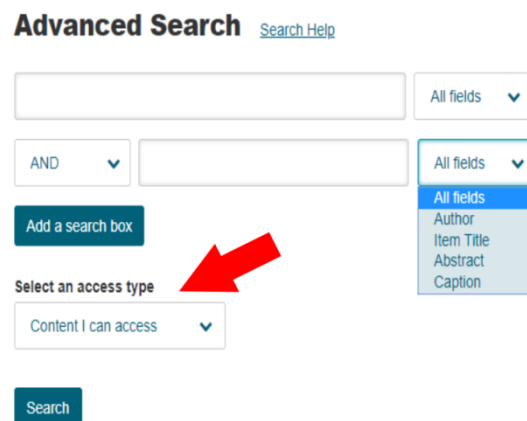 Advanced Search Search Help
All fields
AND All fields
All fields
Author
Item Title
Abstract
Caption
Add a search box
Select an access type
Content I can access
Search